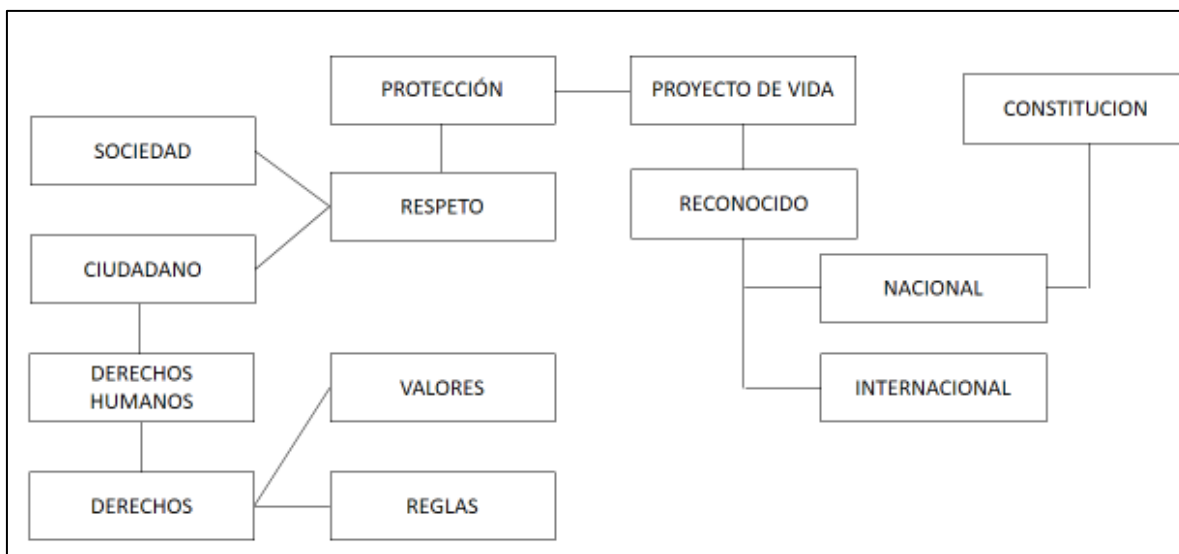 PROTECCIÓN
PROYECTO DE VIDA
CONSTITUCION
SOCIEDAD
RESPETO
RECONOCIDO
CIUDADANO
NACIONAL
DERECHOS
HUMANOS
VALORES
INTERNACIONAL
DERECHOS
REGLAS